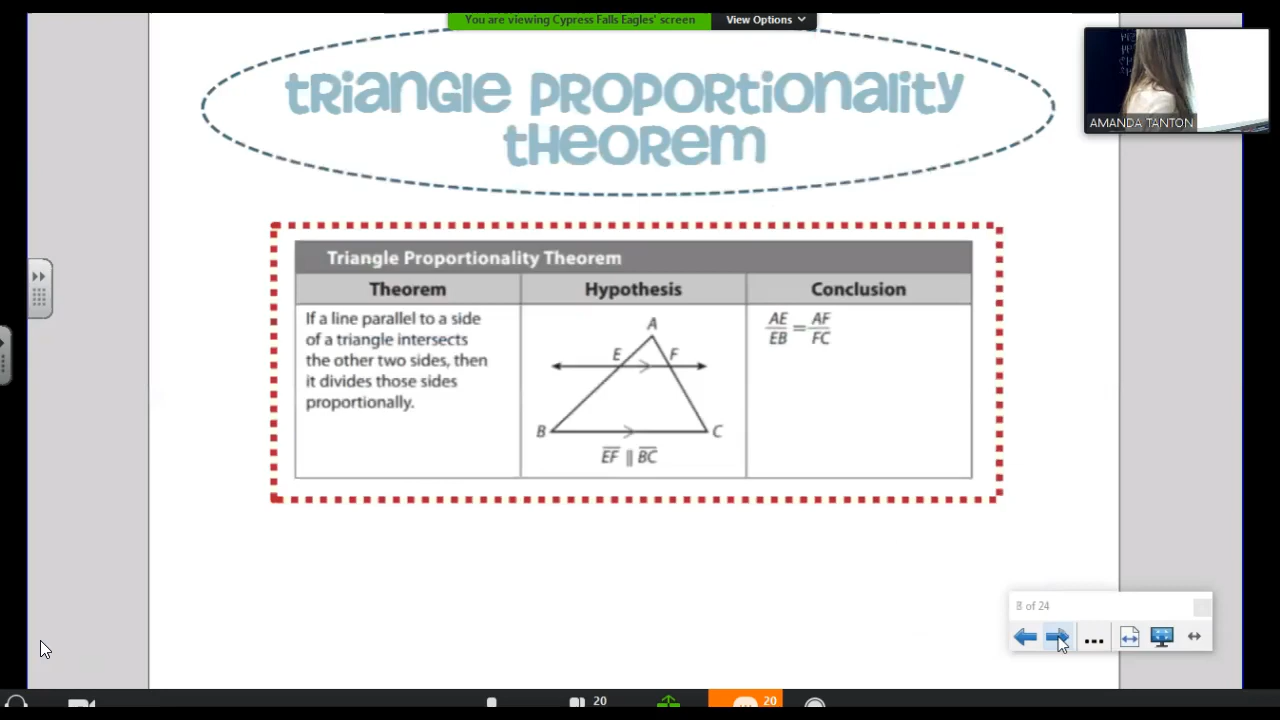 You are viewing Cypress Falls Eagles' screen
View Options
TRIANGLE PROPORTIONALITY
THEOREM
AMANDA TANTON
Triangle Proportionality Theorem
Theorem
Hypothesis
Conclusion
If a line parallel to a side
of a triangle intersects
the other two sides, then
it divides those sides
proportionally.
A
E F
B C
EF ∥ BC
AE/EB = AF/FC
8 of 24
20
20